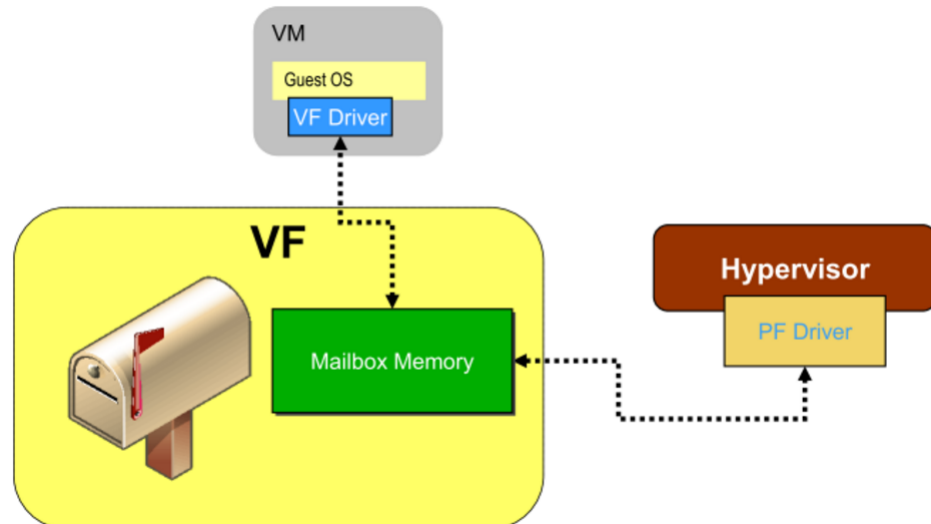 VM
Guest OS
VF Driver
VF
Hypervisor
PF Driver
Mailbox Memory